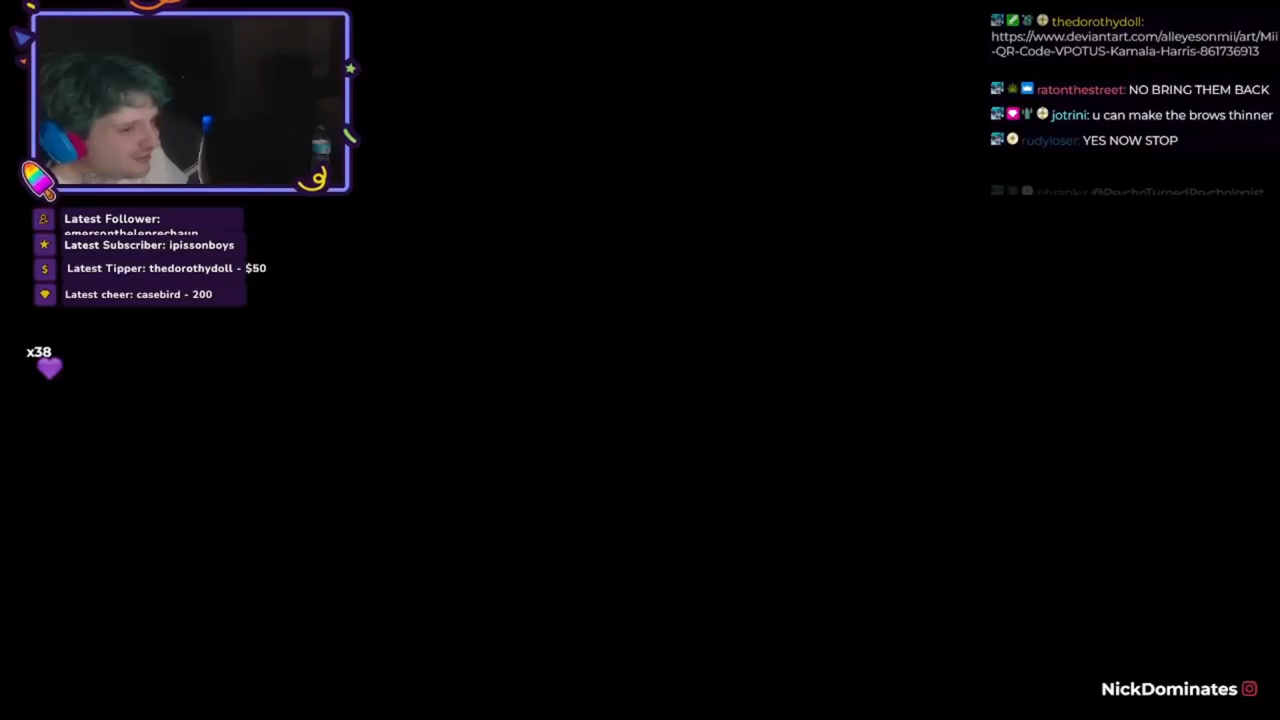 thedorothydoll:
https://www.deviantart.com/alleyesonmii/art/Mii
-QR-Code-VPOTUS-Kamala-Harris-861736913
ratonthestreet: NO BRING THEM BACK
jotrini: u can make the brows thinner
rudyloser: YES NOW STOP
@PsychoTurnedPsychologist
Latest Follower:
emersontheleprechaun
Latest Subscriber: ipissonboys
Latest Tipper: thedorothydoll - $50
Latest cheer: casebird - 200
x38
NickDominates